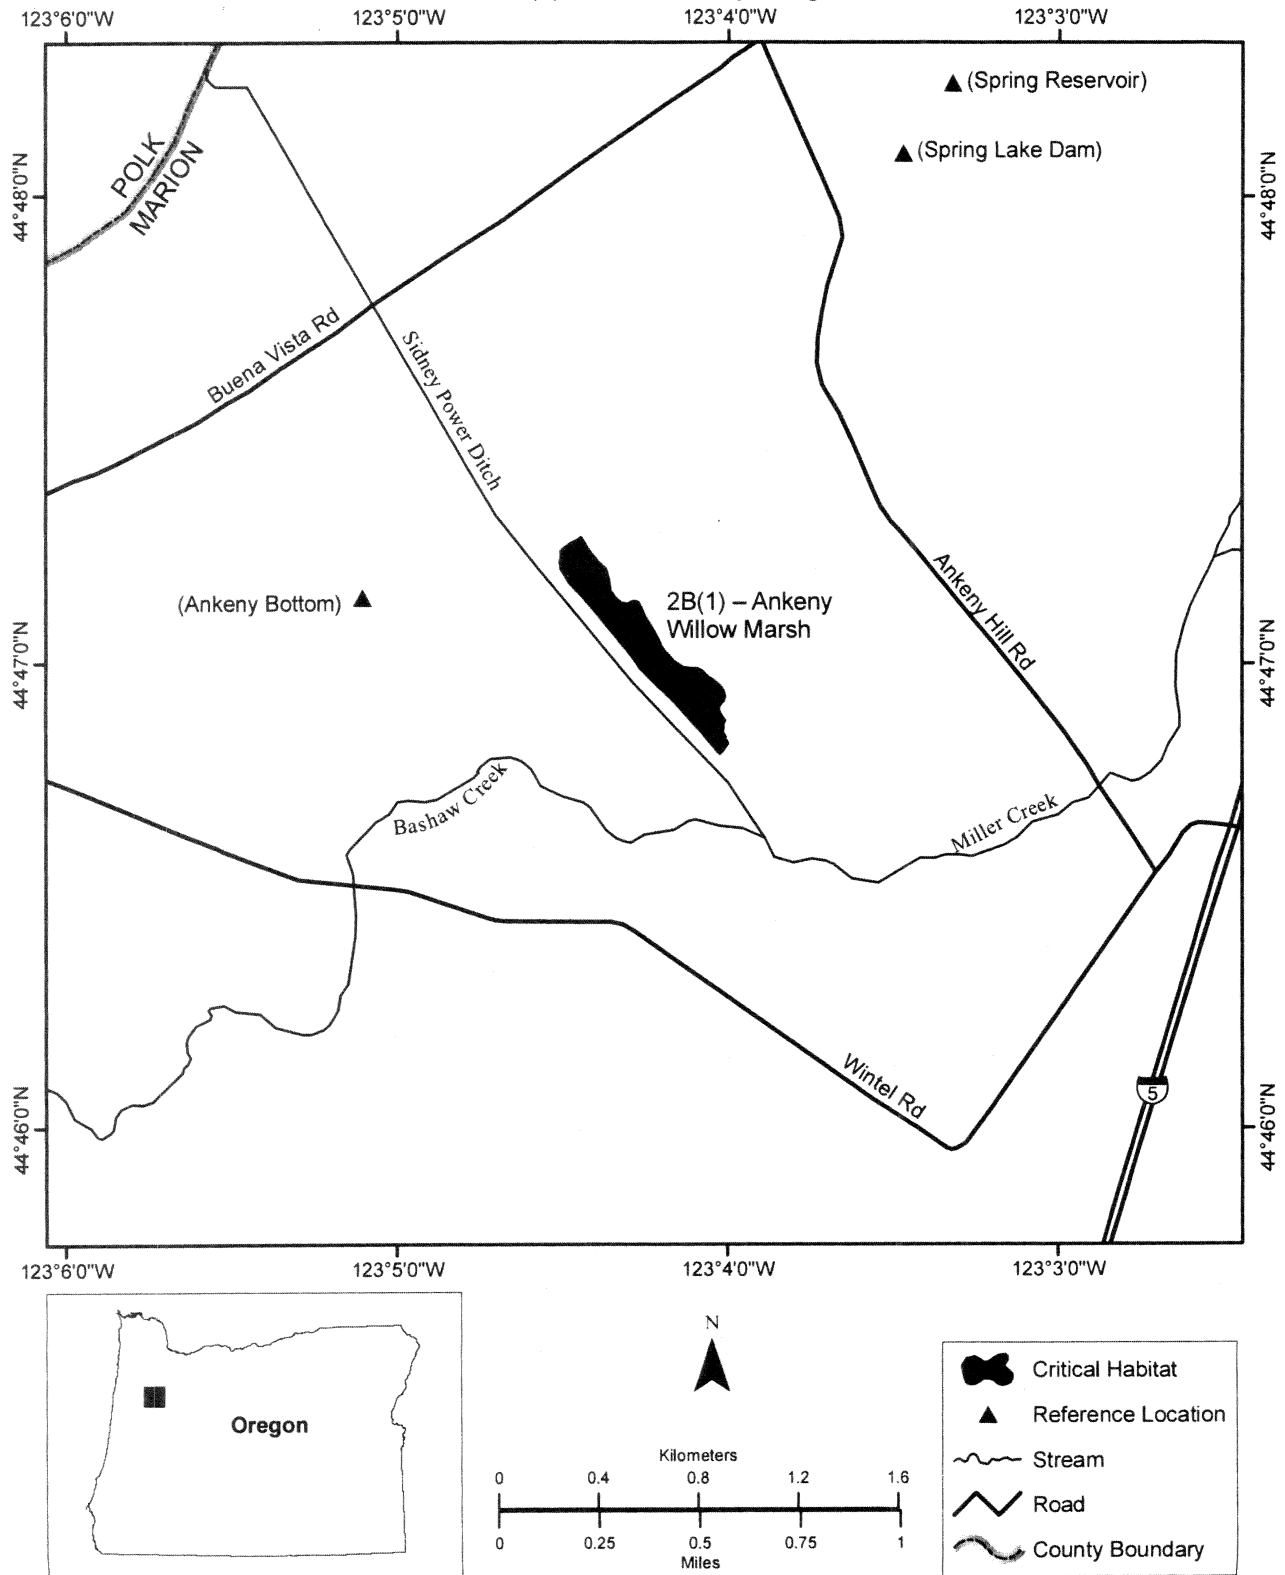 123°6'0"W 123°5'0"W 123°4'0"W 123°3'0"W
(Spring Reservoir)
(Spring Lake Dam)
44°48'0"N
44°48'0"N
POLK
MARION
Buena Vista Rd
Sidney Power Ditch
Ankeny Hill Rd
(Ankeny Bottom)
2B(1) – Ankeny
Willow Marsh
44°47'0"N
44°47'0"N
Bashaw Creek
Miller Creek
Wintel Rd
5
44°46'0"N
44°46'0"N
123°6'0"W 123°5'0"W 123°4'0"W 123°3'0"W
Oregon
N
Kilometers
0 0.4 0.8 1.2 1.6
0 0.25 0.5 0.75 1
Miles
Critical Habitat
Reference Location
Stream
Road
County Boundary